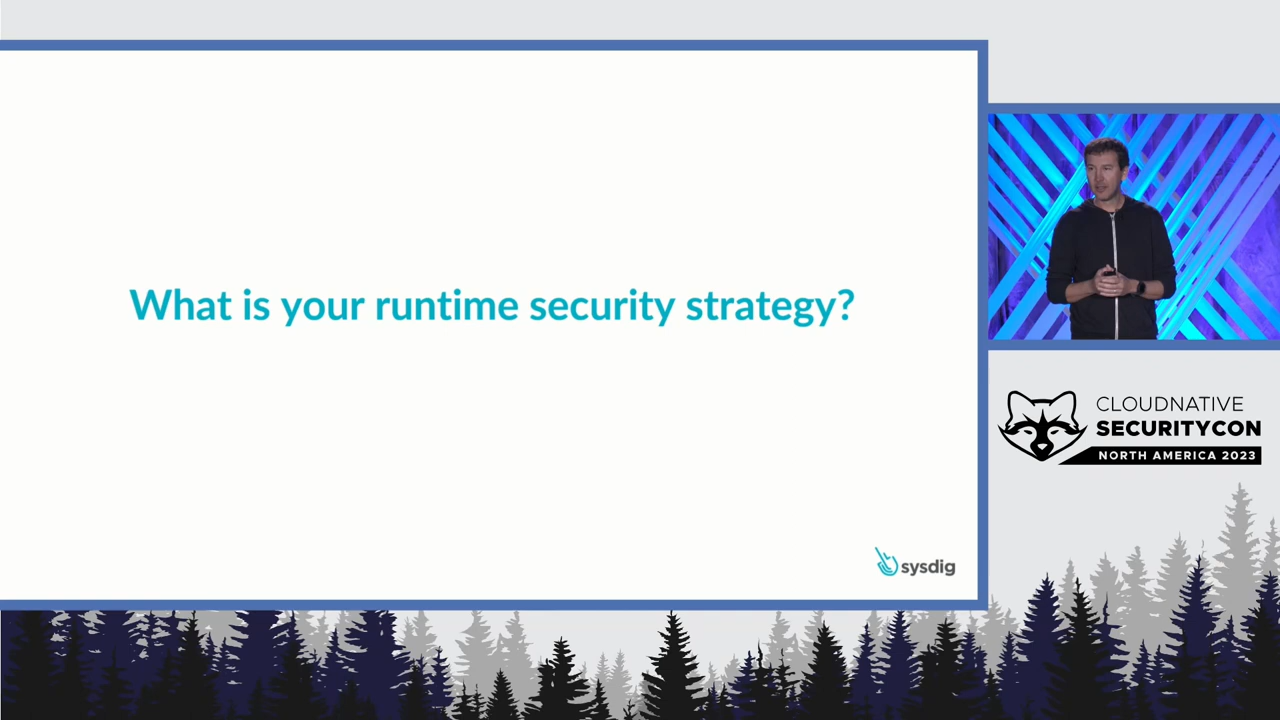 What is your runtime security strategy?
sysdig
CLOUDNATIVE
SECURITYCON
NORTH AMERICA 2023